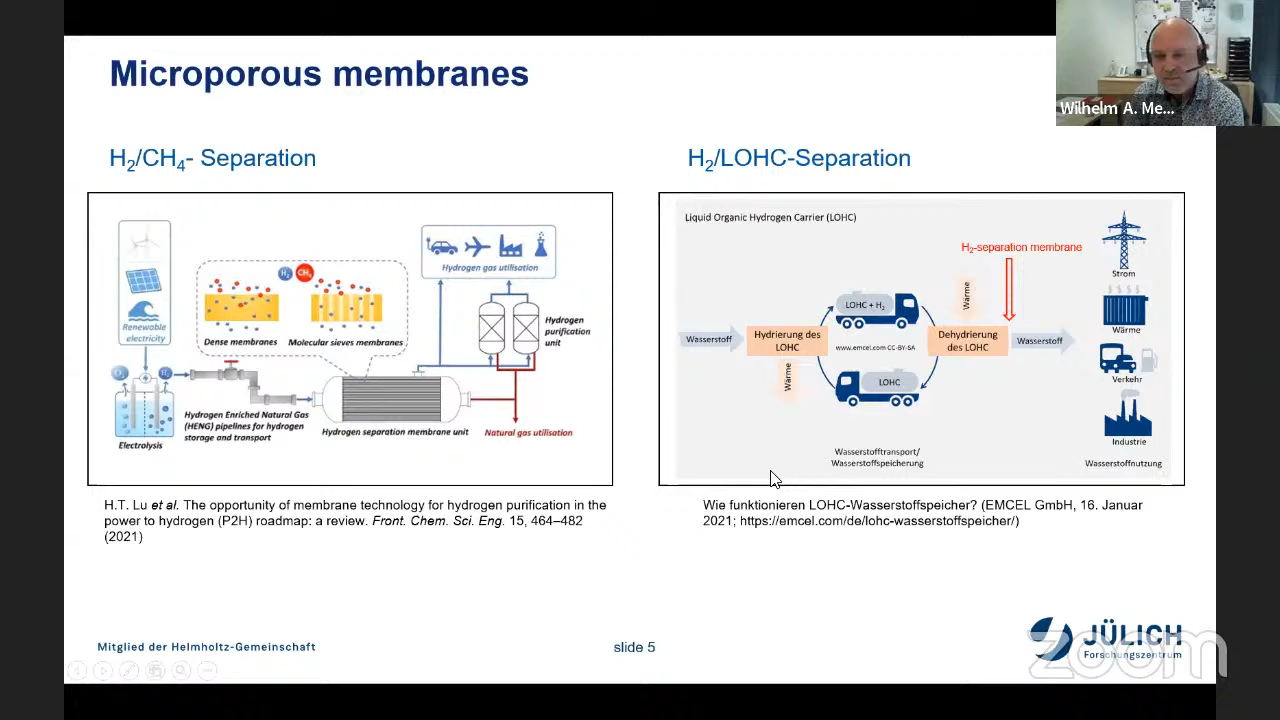 Microporous membranes
Wilhelm A. Me...
H2/CH4- Separation
Renewable
electricity
H2
CH4
Dense membranes
Molecular sieves membranes
Hydrogen gas utilisation
Hydrogen
purification
unit
O2
H2
Electrolysis
Hydrogen Enriched Natural Gas
(HENG) pipelines for hydrogen
storage and transport
Hydrogen separation membrane unit
Natural gas utilisation
H.T. Lu et al. The opportunity of membrane technology for hydrogen purification in the
power to hydrogen (P2H) roadmap: a review. Front. Chem. Sci. Eng. 15, 464–482
(2021)
H2/LOHC-Separation
Liquid Organic Hydrogen Carrier (LOHC)
H2-separation membrane
Wasserstoff
Hydrierung des
LOHC
Wärme
LOHC + H2
www.emcel.com CC-BY-SA
LOHC
Wärme
Dehydrierung
des LOHC
Wasserstoff
Strom
Wärme
Verkehr
Industrie
Wasserstofftransport/
Wasserstoffspeicherung
Wasserstoffnutzung
Wie funktionieren LOHC-Wasserstoffspeicher? (EMCEL GmbH, 16. Januar
2021; https://emcel.com/de/lohc-wasserstoffspeicher/)
Mitglied der Helmholtz-Gemeinschaft
slide 5
JÜLICH
Forschungszentrum
zoom